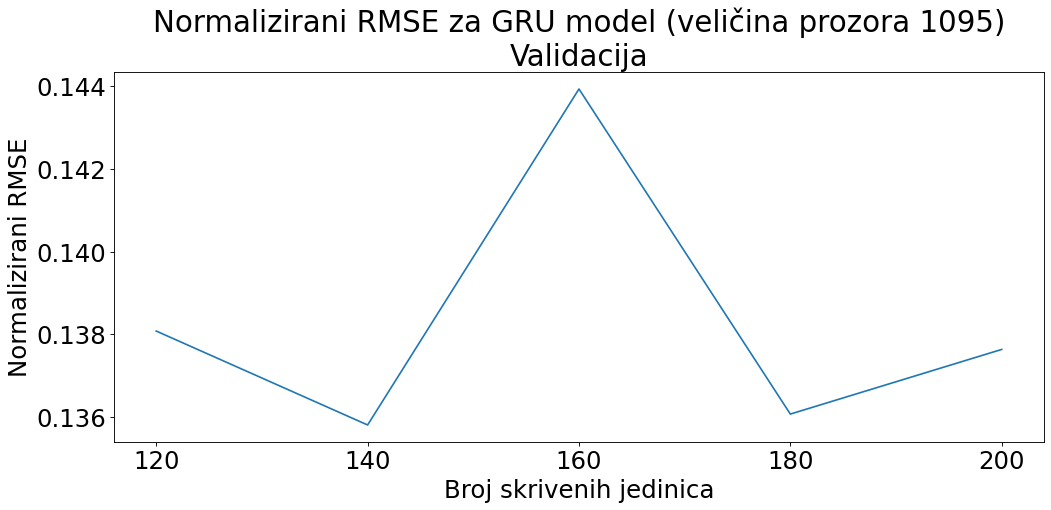 Normalizirani RMSE za GRU model (veličina prozora 1095)
Validacija
Normalizirani RMSE
0.144
0.142
0.140
0.138
0.136
120 140 160 180 200
Broj skrivenih jedinica